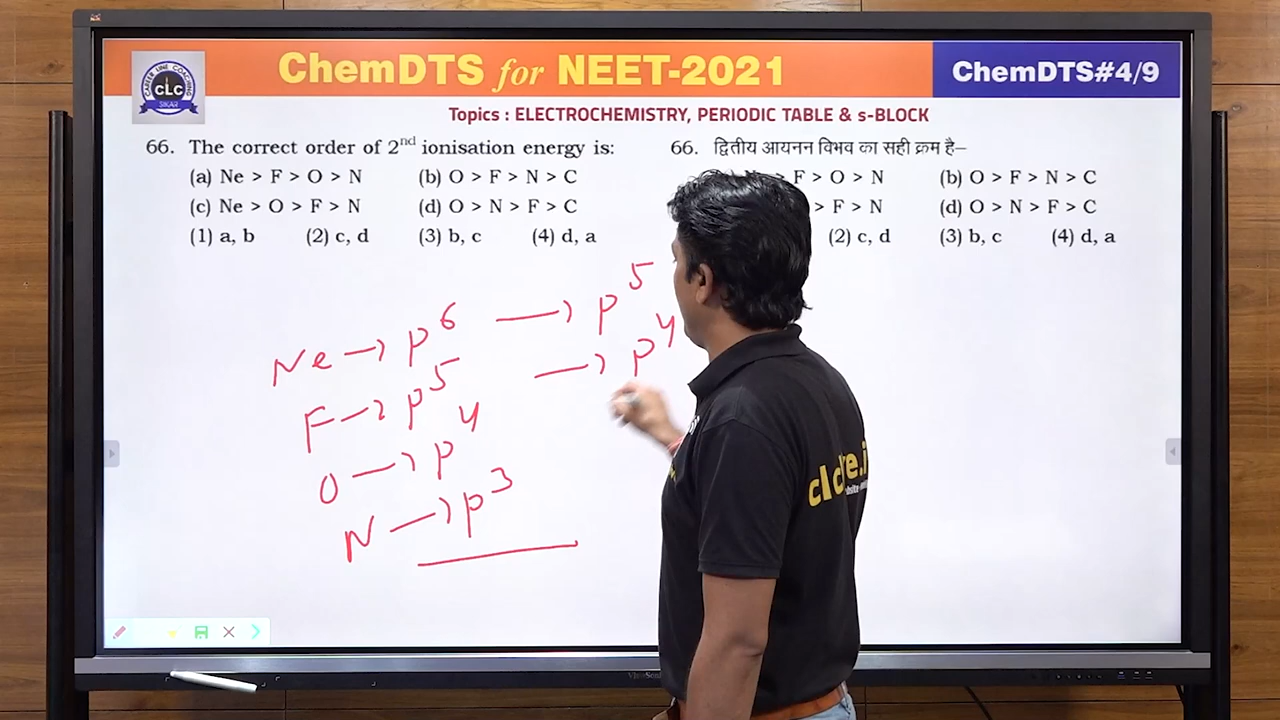 ChemDTS for NEET-2021
ChemDTS#4/9
CAREER LINE COACHING
CLC
SIKAR
Topics : ELECTROCHEMISTRY, PERIODIC TABLE & s-BLOCK
66. The correct order of 2nd ionisation energy is:
(a) Ne > F > O > N (b) O > F > N > C
(c) Ne > O > F > N (d) O > N > F > C
(1) a, b (2) c, d (3) b, c (4) d, a
66. द्वितीय आयनन विभव का सही क्रम है–
> F > O > N (b) O > F > N > C
> F > N (d) O > N > F > C
(2) c, d (3) b, c (4) d, a
Ne → p6 → p5
F → p5 → p4
O → p4
N → p3